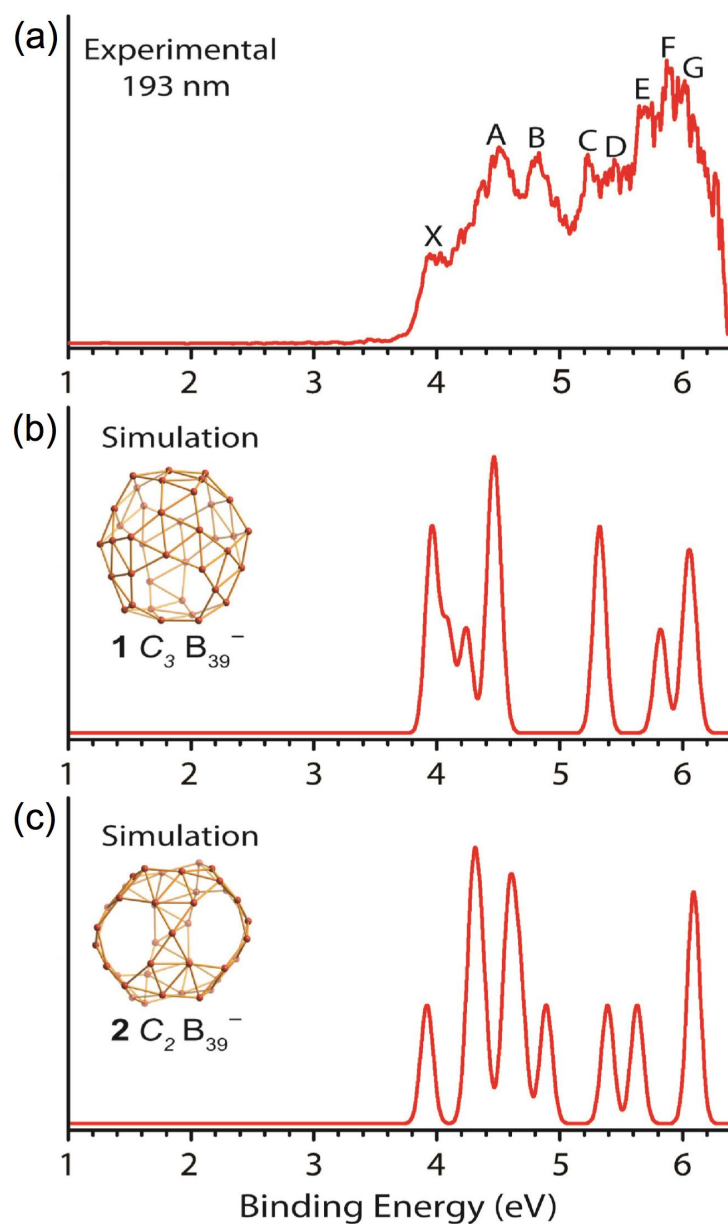 (a)
Experimental
193 nm
X
A
B
C
D
E
F
G
1 2 3 4 5 6
(b)
Simulation
1 C₃ B₃₉⁻
1 2 3 4 5 6
(c)
Simulation
2 C₂ B₃₉⁻
1 2 3 4 5 6
Binding Energy (eV)